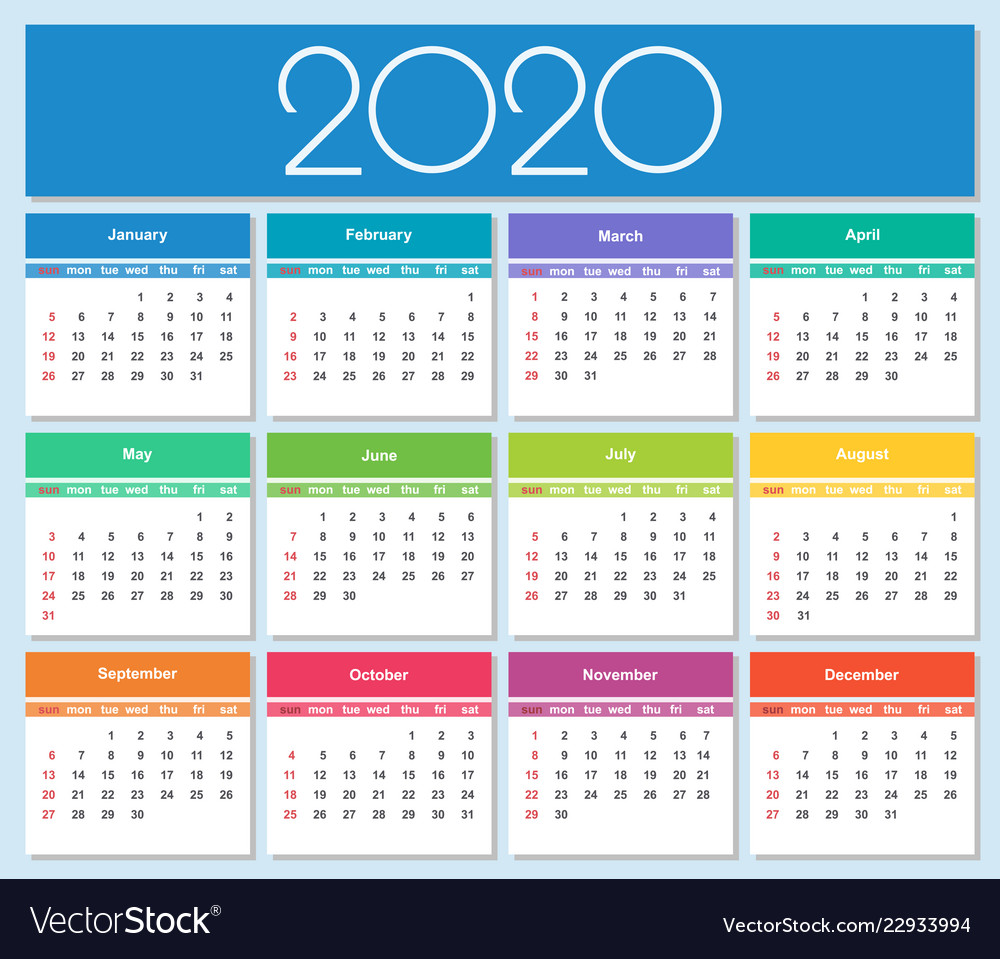 2020
January February March April
sun mon tue wed thu fri sat sun mon tue wed thu fri sat sun mon tue wed thu fri sat sun mon tue wed thu fri sat
1 2 3 4 1 1 2 3 4 5 6 7 1 2 3 4
5 6 7 8 9 10 11 2 3 4 5 6 7 8 8 9 10 11 12 13 14 5 6 7 8 9 10 11
12 13 14 15 16 17 18 9 10 11 12 13 14 15 15 16 17 18 19 20 21 12 13 14 15 16 17 18
19 20 21 22 23 24 25 16 17 18 19 20 21 22 22 23 24 25 26 27 28 19 20 21 22 23 24 25
26 27 28 29 30 31 23 24 25 26 27 28 29 29 30 31 26 27 28 29 30
May June July August
sun mon tue wed thu fri sat sun mon tue wed thu fri sat sun mon tue wed thu fri sat sun mon tue wed thu fri sat
1 2 1 2 3 4 5 6 1 2 3 4 1
3 4 5 6 7 8 9 7 8 9 10 11 12 13 5 6 7 8 9 10 11 2 3 4 5 6 7 8
10 11 12 13 14 15 16 14 15 16 17 18 19 20 12 13 14 15 16 17 18 9 10 11 12 13 14 15
17 18 19 20 21 22 23 21 22 23 24 25 26 27 19 20 21 22 23 24 25 16 17 18 19 20 21 22
24 25 26 27 28 29 30 28 29 30 26 27 28 29 30 31 23 24 25 26 27 28 29
31 30 31
September October November December
sun mon tue wed thu fri sat sun mon tue wed thu fri sat sun mon tue wed thu fri sat sun mon tue wed thu fri sat
1 2 3 4 5 1 2 3 1 2 3 4 5 6 7 1 2 3 4 5
6 7 8 9 10 11 12 4 5 6 7 8 9 10 8 9 10 11 12 13 14 6 7 8 9 10 11 12
13 14 15 16 17 18 19 11 12 13 14 15 16 17 15 16 17 18 19 20 21 13 14 15 16 17 18 19
20 21 22 23 24 25 26 18 19 20 21 22 23 24 22 23 24 25 26 27 28 20 21 22 23 24 25 26
27 28 29 30 25 26 27 28 29 30 31 29 30 27 28 29 30 31
VectorStock® VectorStock.com/22933994